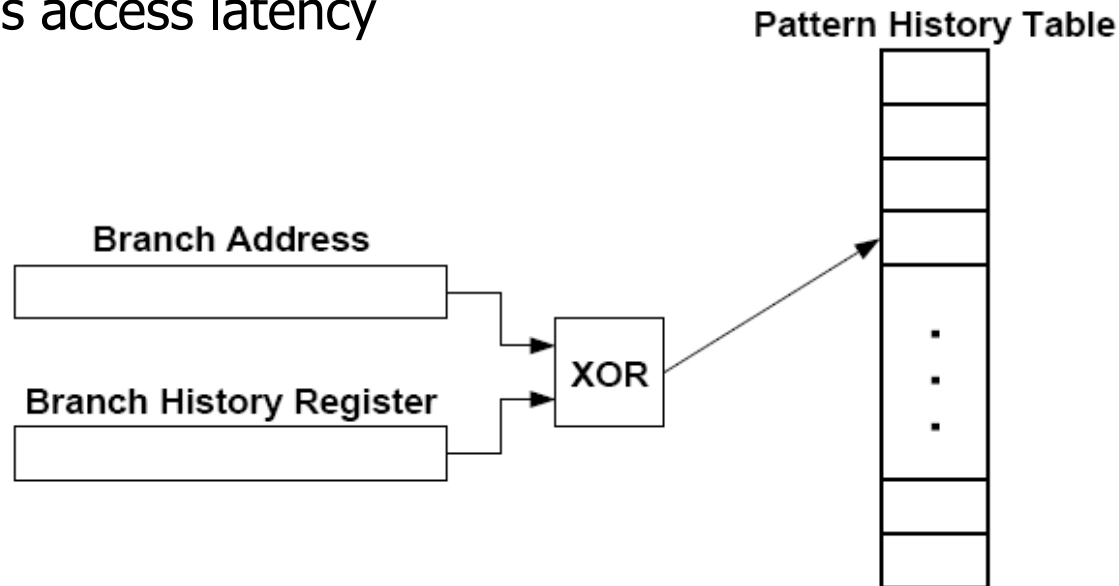 s access latency
Pattern History Table
Branch Address
XOR
Branch History Register